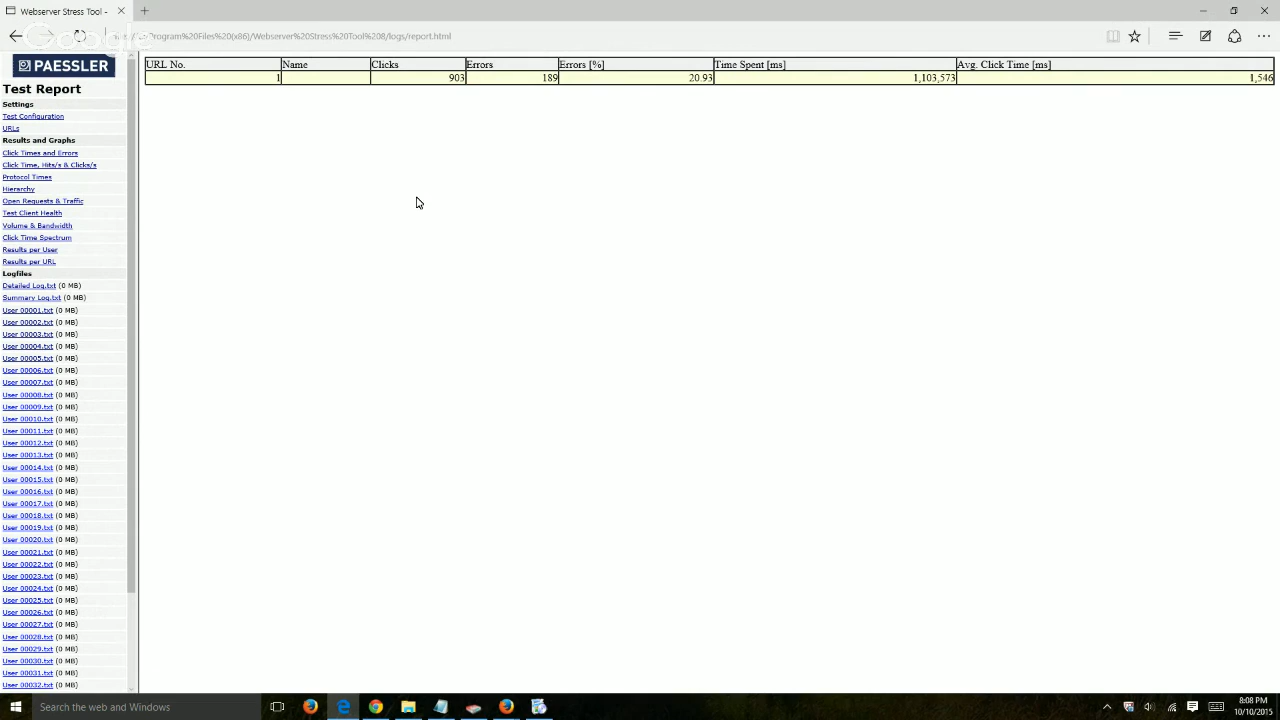 Webserver Stress Tool -
Program%20Files%20(x86)/Webserver%20Stress%20Tool%208/logs/report.html
Google
PAESSLER
Test Report
Settings
Test Configuration
URLs
Results and Graphs
Click Times and Errors
Click Time, Hits/s & Clicks/s
Protocol Times
Hierarchy
Open Requests & Traffic
Test Client Health
Volume & Bandwidth
Click Time Spectrum
Results per User
Results per URL
Logfiles
Detailed Log.txt (0 MB)
Summary Log.txt (0 MB)
User 00001.txt (0 MB)
User 00002.txt (0 MB)
User 00003.txt (0 MB)
User 00004.txt (0 MB)
User 00005.txt (0 MB)
User 00006.txt (0 MB)
User 00007.txt (0 MB)
User 00008.txt (0 MB)
User 00009.txt (0 MB)
User 00010.txt (0 MB)
User 00011.txt (0 MB)
User 00012.txt (0 MB)
User 00013.txt (0 MB)
User 00014.txt (0 MB)
User 00015.txt (0 MB)
User 00016.txt (0 MB)
User 00017.txt (0 MB)
User 00018.txt (0 MB)
User 00019.txt (0 MB)
User 00020.txt (0 MB)
User 00021.txt (0 MB)
User 00022.txt (0 MB)
User 00023.txt (0 MB)
User 00024.txt (0 MB)
User 00025.txt (0 MB)
User 00026.txt (0 MB)
User 00027.txt (0 MB)
User 00028.txt (0 MB)
User 00029.txt (0 MB)
User 00030.txt (0 MB)
User 00031.txt (0 MB)
User 00032.txt (0 MB)
URL No. Name Clicks Errors Errors [%] Time Spent [ms] Avg. Click Time [ms]
1 903 189 20.93 1,103,573 1,546
Search the web and Windows
8:08 PM
10/10/2015